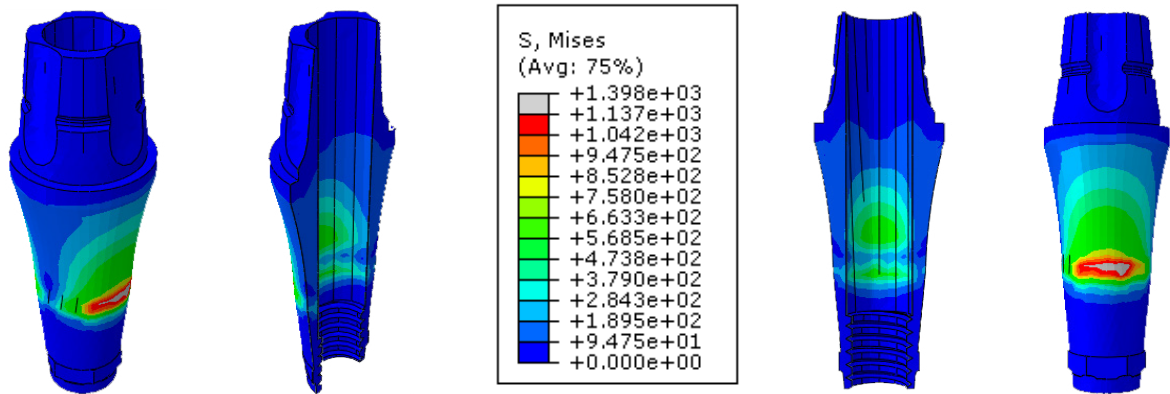 S, Mises
(Avg: 75%)
+1.398e+03
+1.137e+03
+1.042e+03
+9.475e+02
+8.528e+02
+7.580e+02
+6.633e+02
+5.685e+02
+4.738e+02
+3.790e+02
+2.843e+02
+1.895e+02
+9.475e+01
+0.000e+00